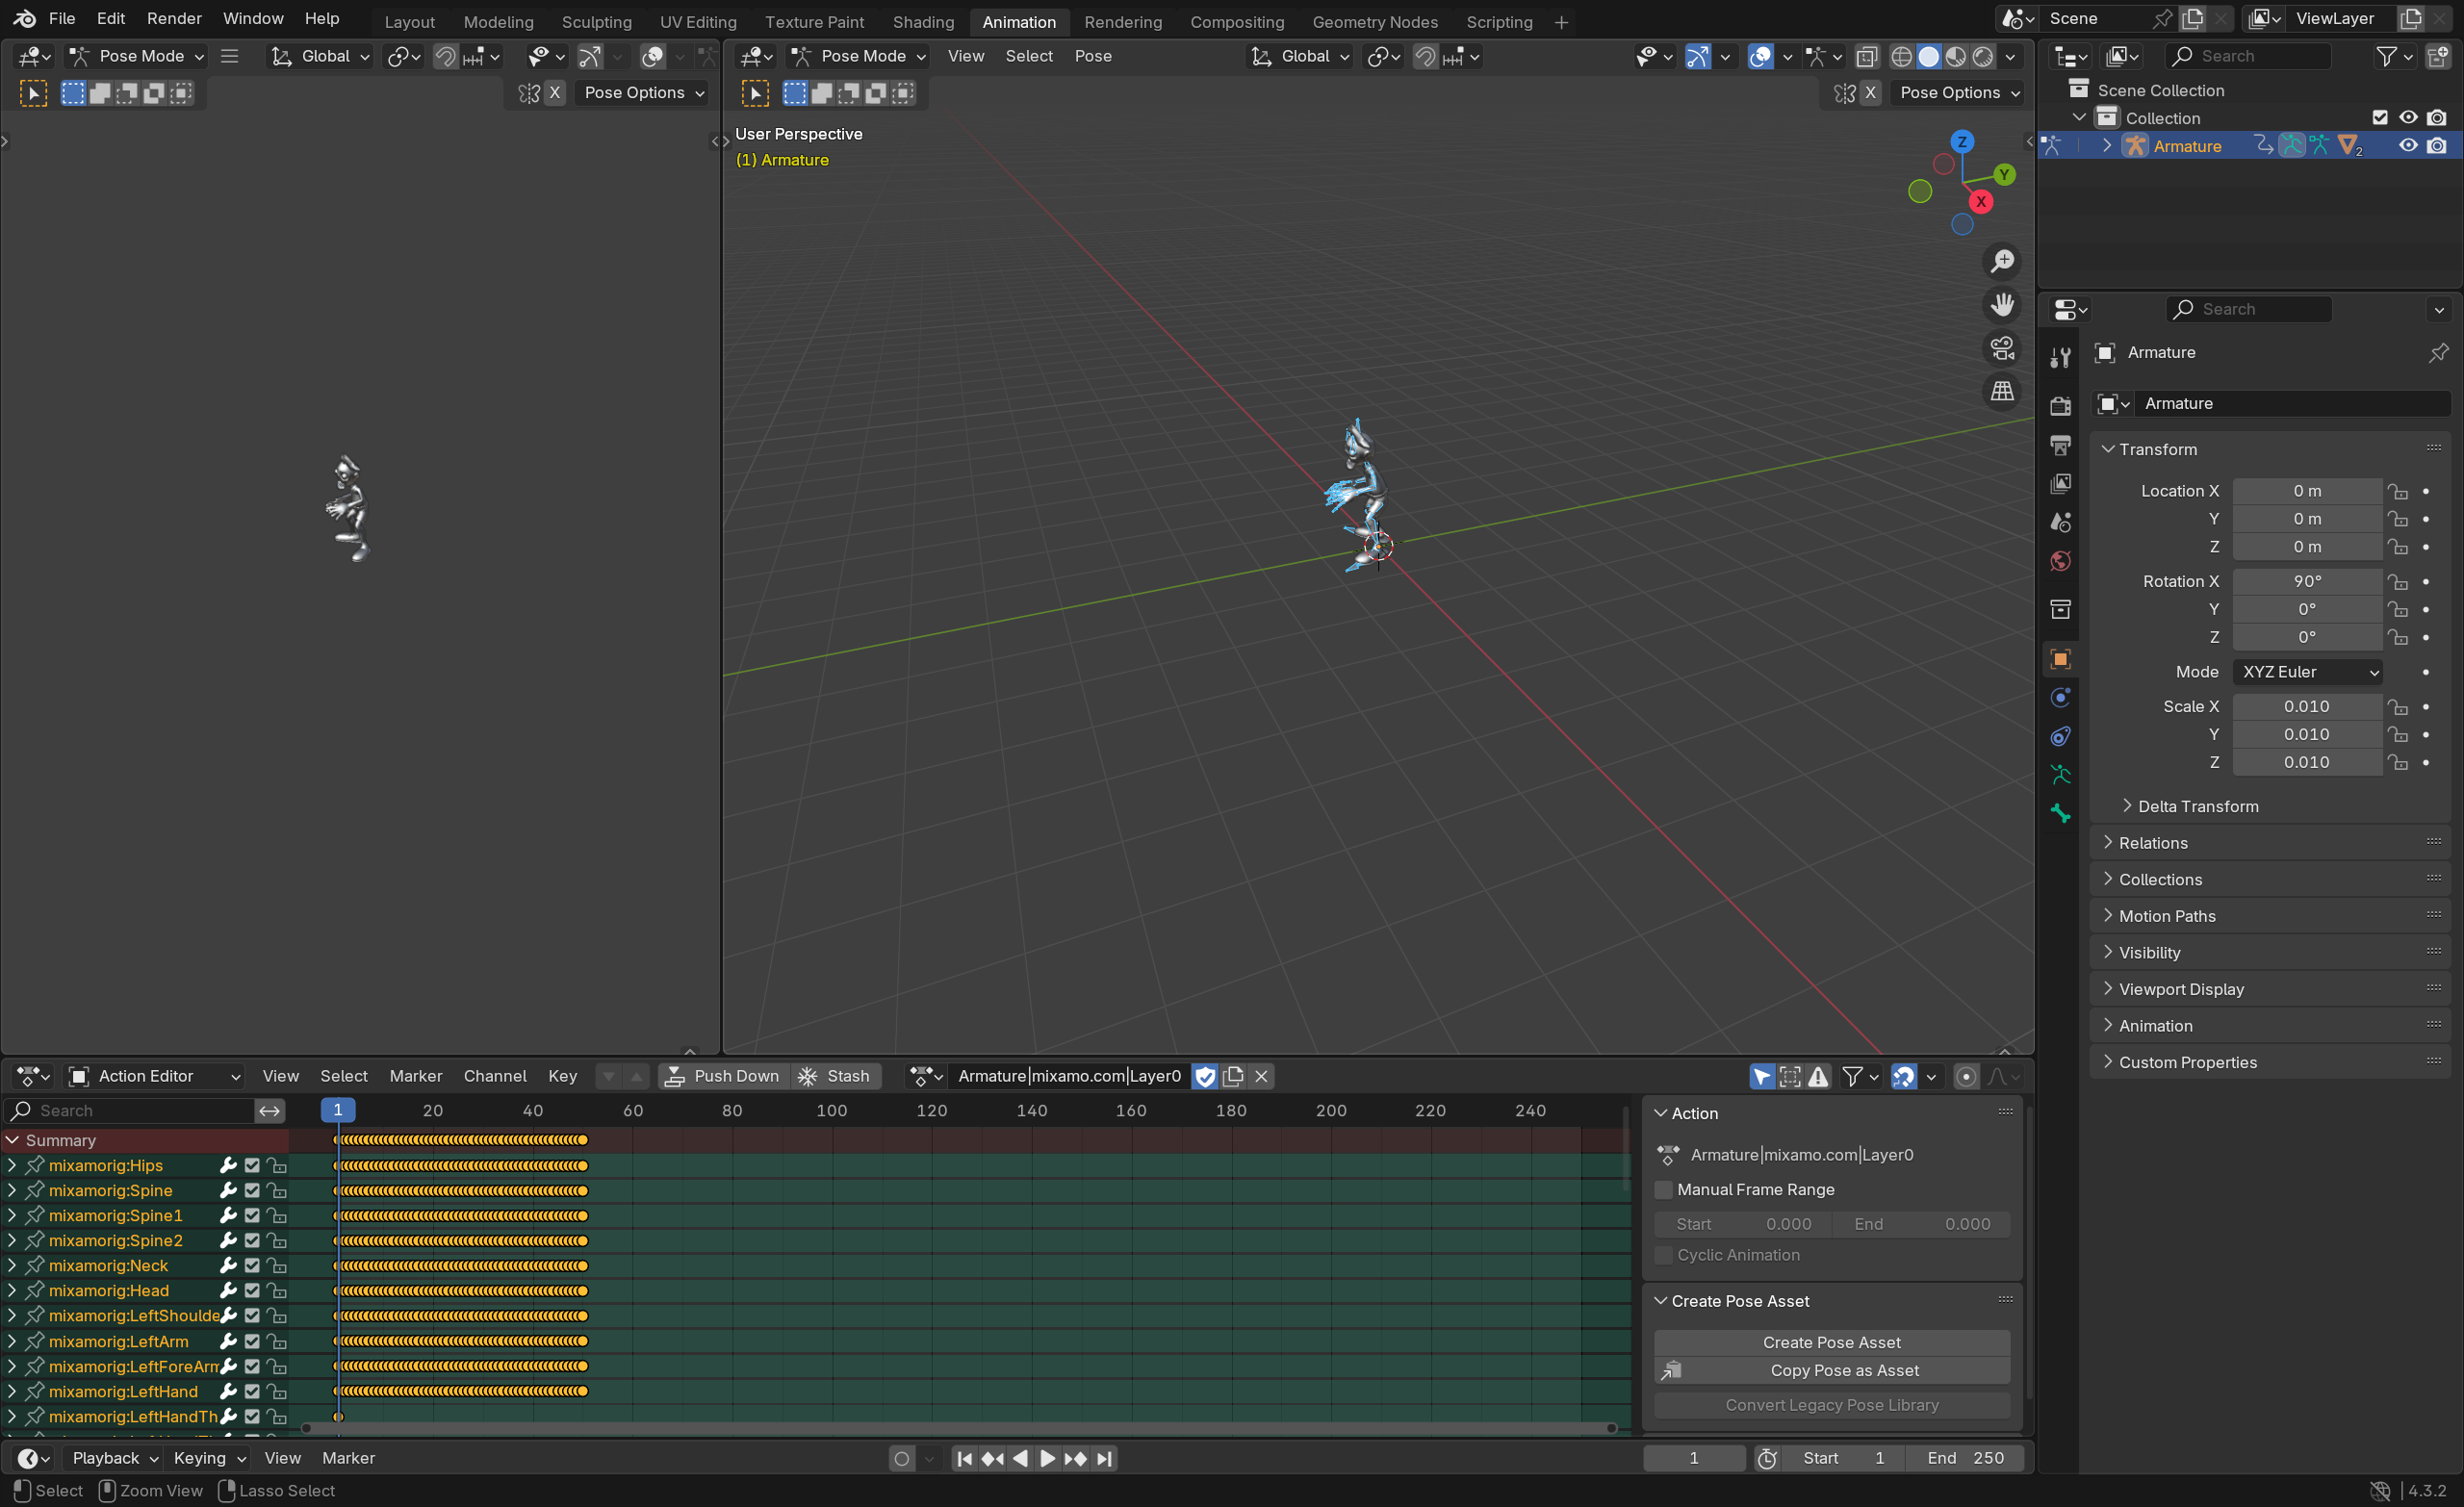 File Edit Render Window Help Layout Modeling Sculpting UV Editing Texture Paint Shading Animation Rendering Compositing Geometry Nodes Scripting + Scene ViewLayer
Pose Mode Global
X Pose Options
Pose Mode View Select Pose Global
X Pose Options
User Perspective
(1) Armature
Z
Y
X
Search
Scene Collection
Collection
Armature 2
Search
Armature
Armature
Transform
Location X 0 m
Y 0 m
Z 0 m
Rotation X 90°
Y 0°
Z 0°
Mode XYZ Euler
Scale X 0.010
Y 0.010
Z 0.010
Delta Transform
Relations
Collections
Motion Paths
Visibility
Viewport Display
Animation
Custom Properties
Action Editor View Select Marker Channel Key Push Down Stash Armature|mixamo.com|Layer0
Search 1 20 40 60 80 100 120 140 160 180 200 220 240
Summary
mixamorig:Hips
mixamorig:Spine
mixamorig:Spine1
mixamorig:Spine2
mixamorig:Neck
mixamorig:Head
mixamorig:LeftShoulde
mixamorig:LeftArm
mixamorig:LeftForeArm
mixamorig:LeftHand
mixamorig:LeftHandTh
Action
Armature|mixamo.com|Layer0
Manual Frame Range
Start 0.000 End 0.000
Cyclic Animation
Create Pose Asset
Create Pose Asset
Copy Pose as Asset
Convert Legacy Pose Library
Playback Keying View Marker 1 Start 1 End 250
Select Zoom View Lasso Select 4.3.2